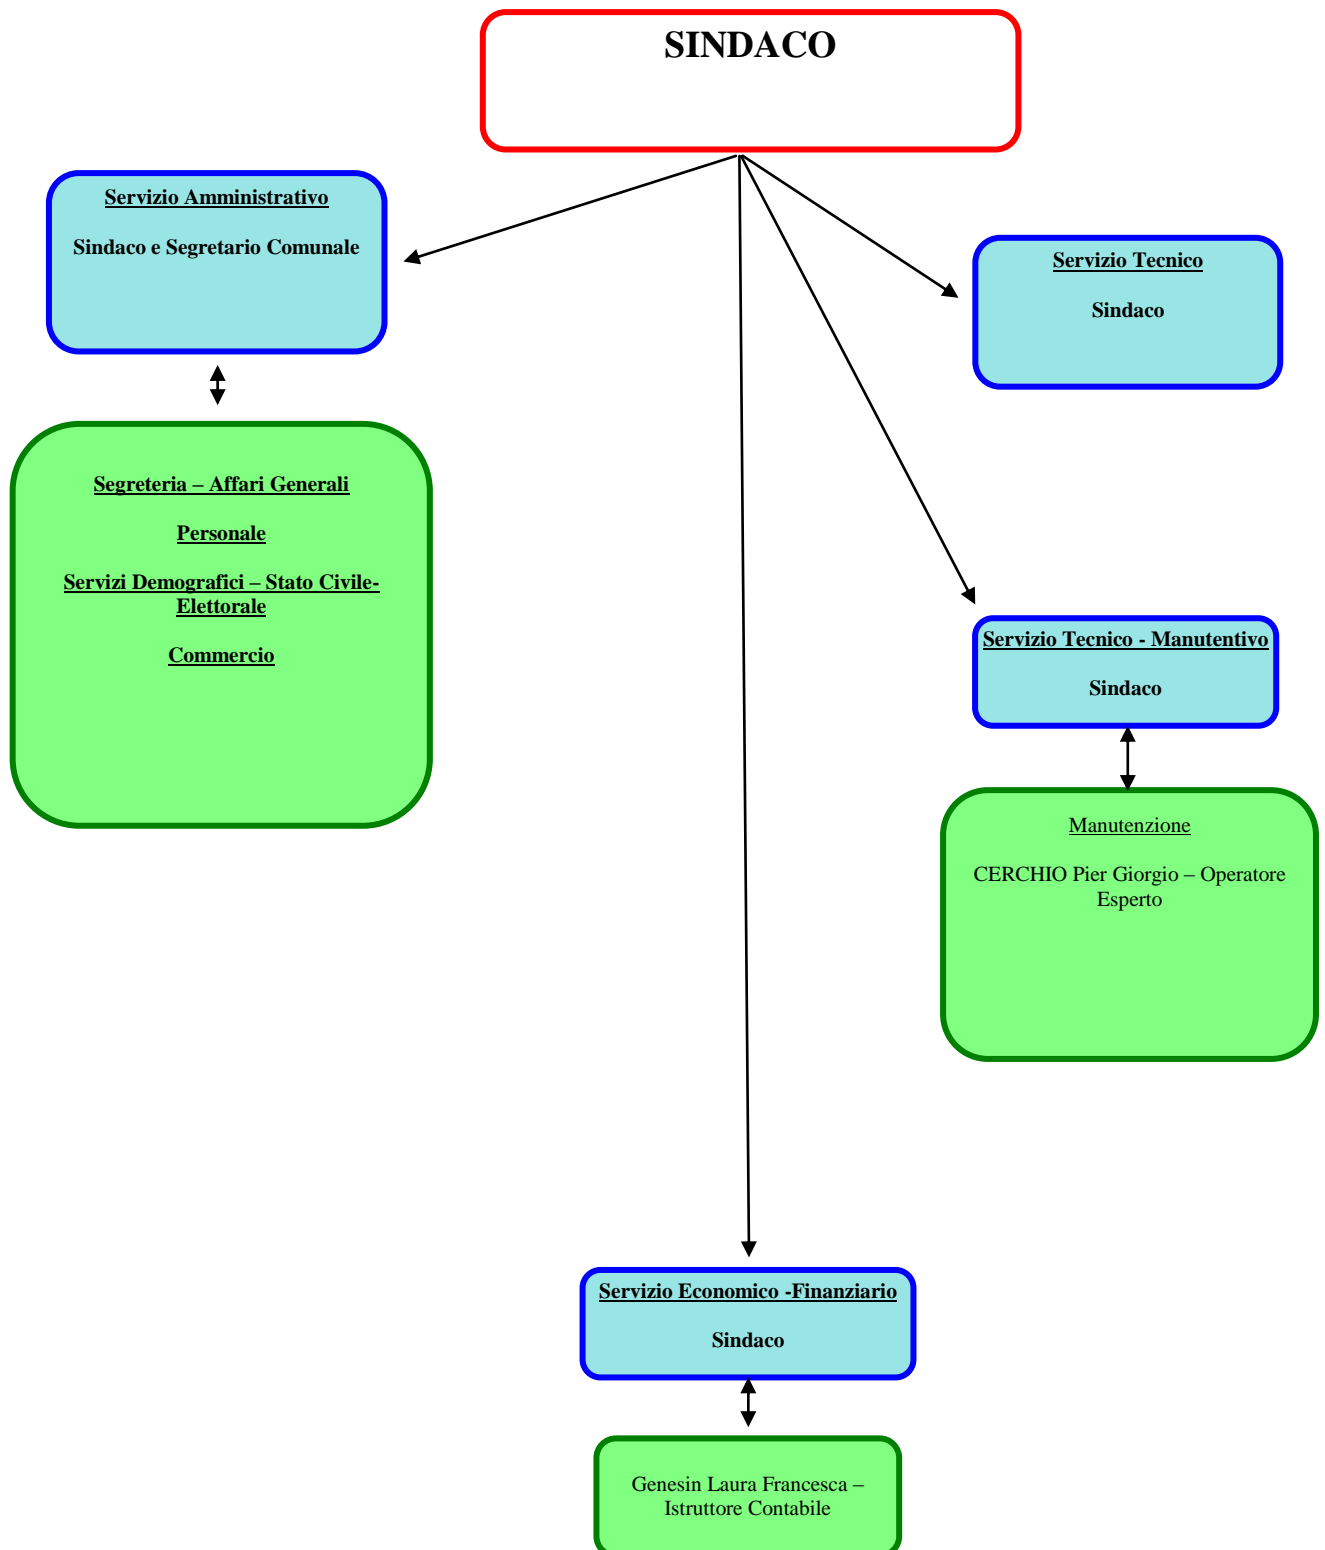 SINDACO
Servizio Amministrativo
Sindaco e Segretario Comunale
Servizio Tecnico
Sindaco
Segreteria – Affari Generali
Personale
Servizi Demografici – Stato Civile-
Elettorale
Commercio
Servizio Tecnico - Manutentivo
Sindaco
Manutenzione
CERCHIO Pier Giorgio – Operatore
Esperto
Servizio Economico -Finanziario
Sindaco
Genesin Laura Francesca –
Istruttore Contabile